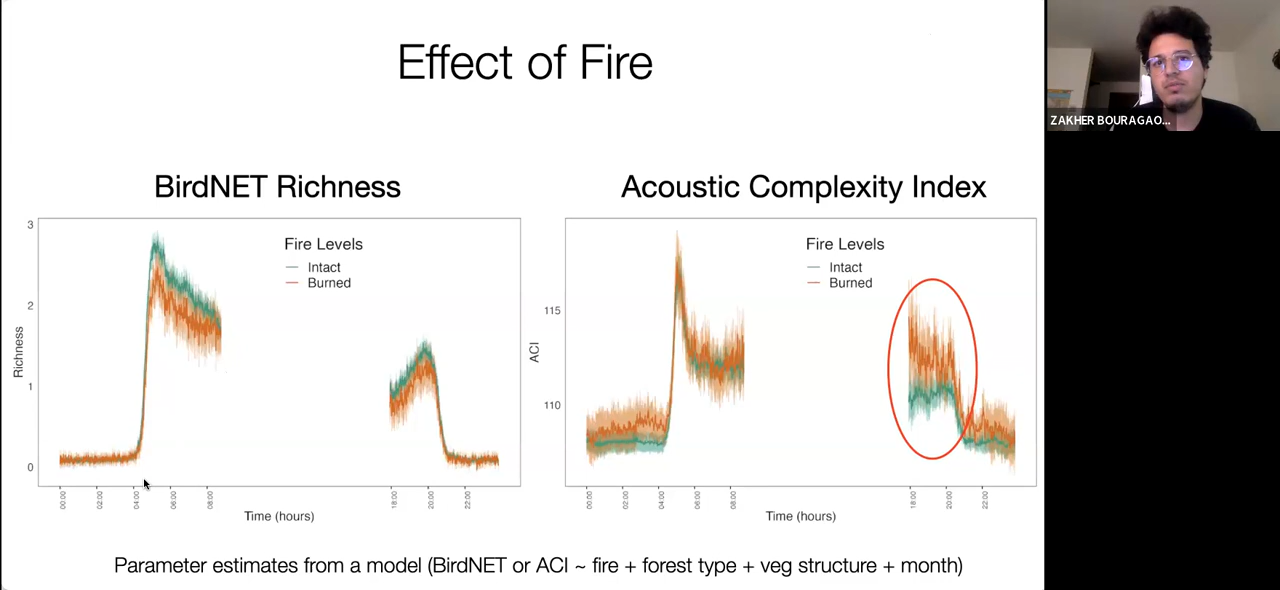 Effect of Fire
ZAKHER BOURAGAO...
BirdNET Richness
Acoustic Complexity Index
Fire Levels
Intact
Burned
3
2
1
0
Richness
00:00
02:00
04:00
06:00
08:00
18:00
20:00
22:00
Time (hours)
Fire Levels
Intact
Burned
115
110
ACI
00:00
02:00
04:00
06:00
08:00
18:00
20:00
22:00
Time (hours)
Parameter estimates from a model (BirdNET or ACI ~ fire + forest type + veg structure + month)